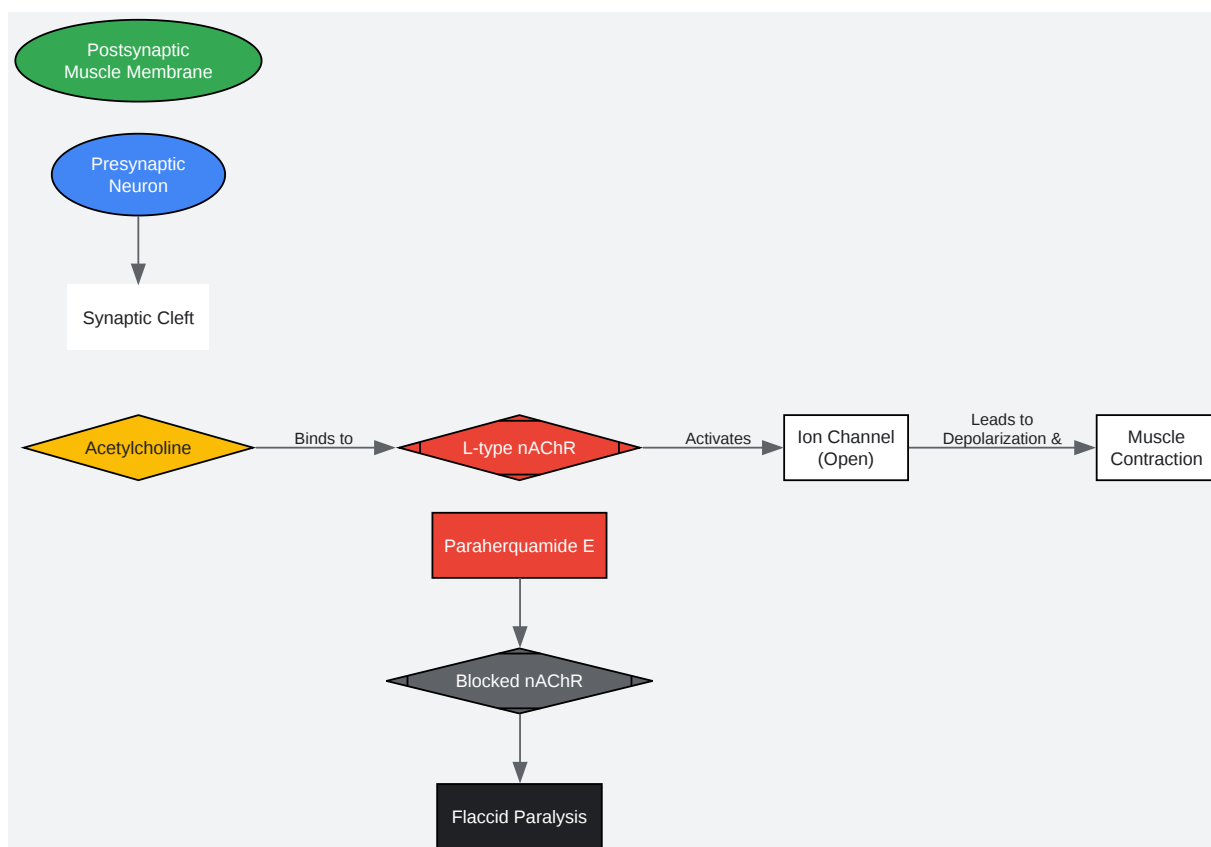 Postsynaptic
Muscle Membrane
Presynaptic
Neuron
Synaptic Cleft
Acetylcholine
Binds to
L-type nAChR
Activates
Ion Channel
(Open)
Leads to
Depolarization &
Muscle
Contraction
Paraherquamide E
Blocked nAChR
Flaccid Paralysis